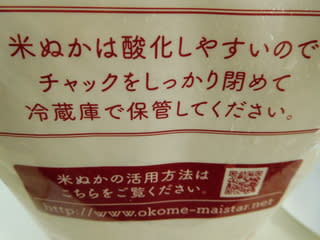 米ぬかは酸化しやすいので
チャックをしっかり閉めて
冷蔵庫で保管してください。
米ぬかの活用方法は
こちらをご覧ください。
http://www.okome-maistar.net